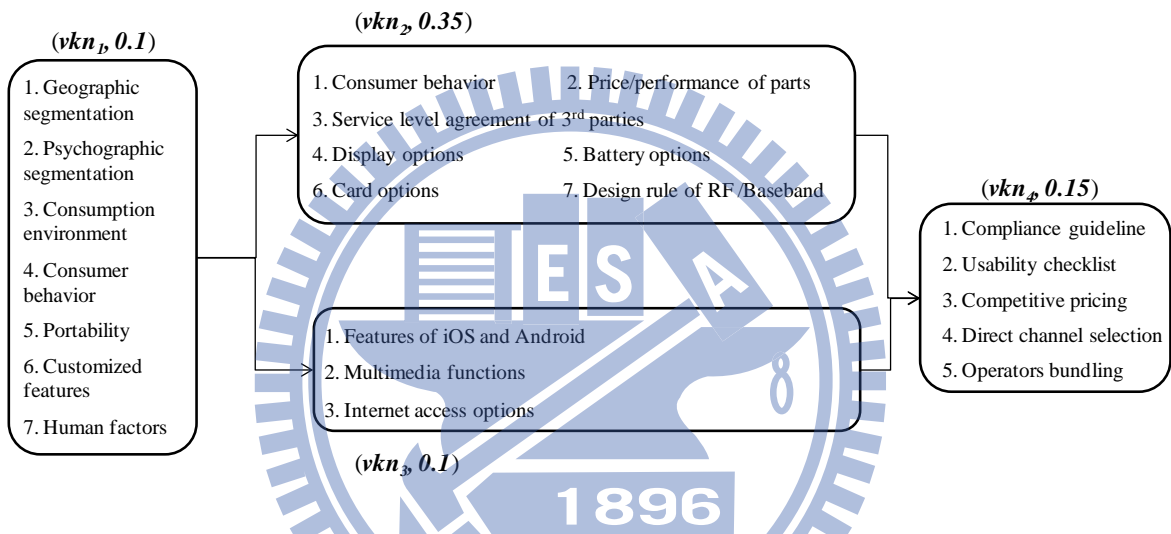 (vkn1, 0.1)
1. Geographic
segmentation
2. Psychographic
segmentation
3. Consumption
environment
4. Consumer
behavior
5. Portability
6. Customized
features
7. Human factors
(vkn2, 0.35)
1. Consumer behavior 2. Price/performance of parts
3. Service level agreement of 3rd parties
4. Display options 5. Battery options
6. Card options 7. Design rule of RF /Baseband
1. Features of iOS and Android
2. Multimedia functions
3. Internet access options
(vkn3, 0.1)
(vkn4, 0.15)
1. Compliance guideline
2. Usability checklist
3. Competitive pricing
4. Direct channel selection
5. Operators bundling
E S A
8
1896